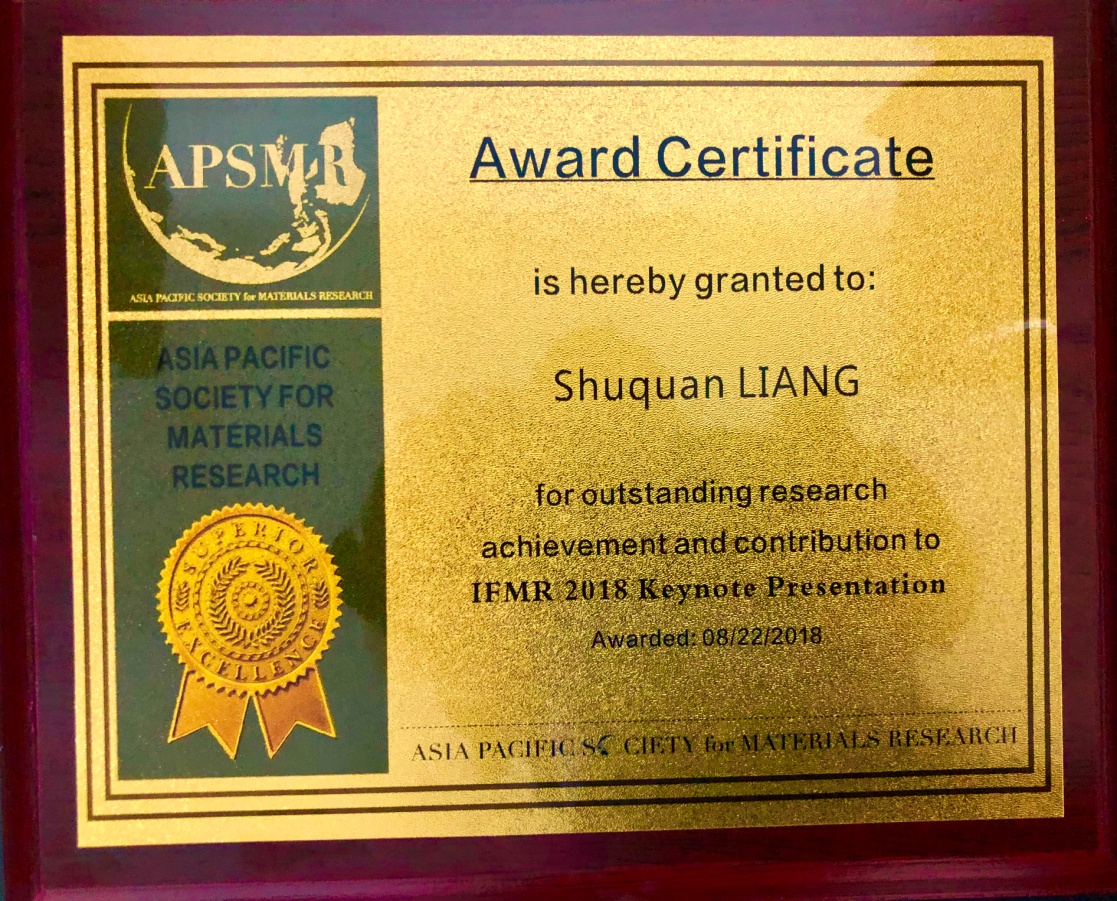 APSMR
ASIA PACIFIC SOCIETY for MATERIALS RESEARCH
ASIA PACIFIC
SOCIETY FOR
MATERIALS
RESEARCH
SUPERIOR
EXCELLENCE
Award Certificate
is hereby granted to:
Shuquan LIANG
for outstanding research
achievement and contribution to
IFMR 2018 Keynote Presentation
Awarded: 08/22/2018
ASIA PACIFIC SOCIETY for MATERIALS RESEARCH